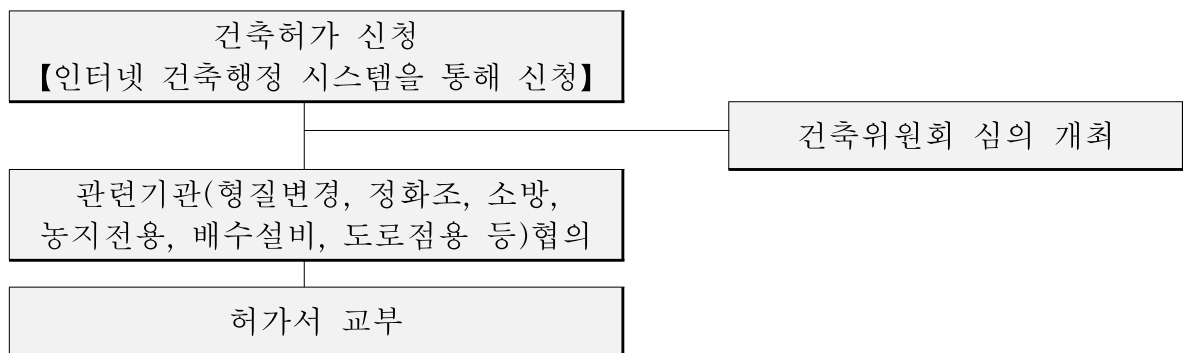 건축허가 신청
【인터넷 건축행정 시스템을 통해 신청】
건축위원회 심의 개최
관련기관(형질변경, 정화조, 소방,
농지전용, 배수설비, 도로점용 등)협의
허가서 교부